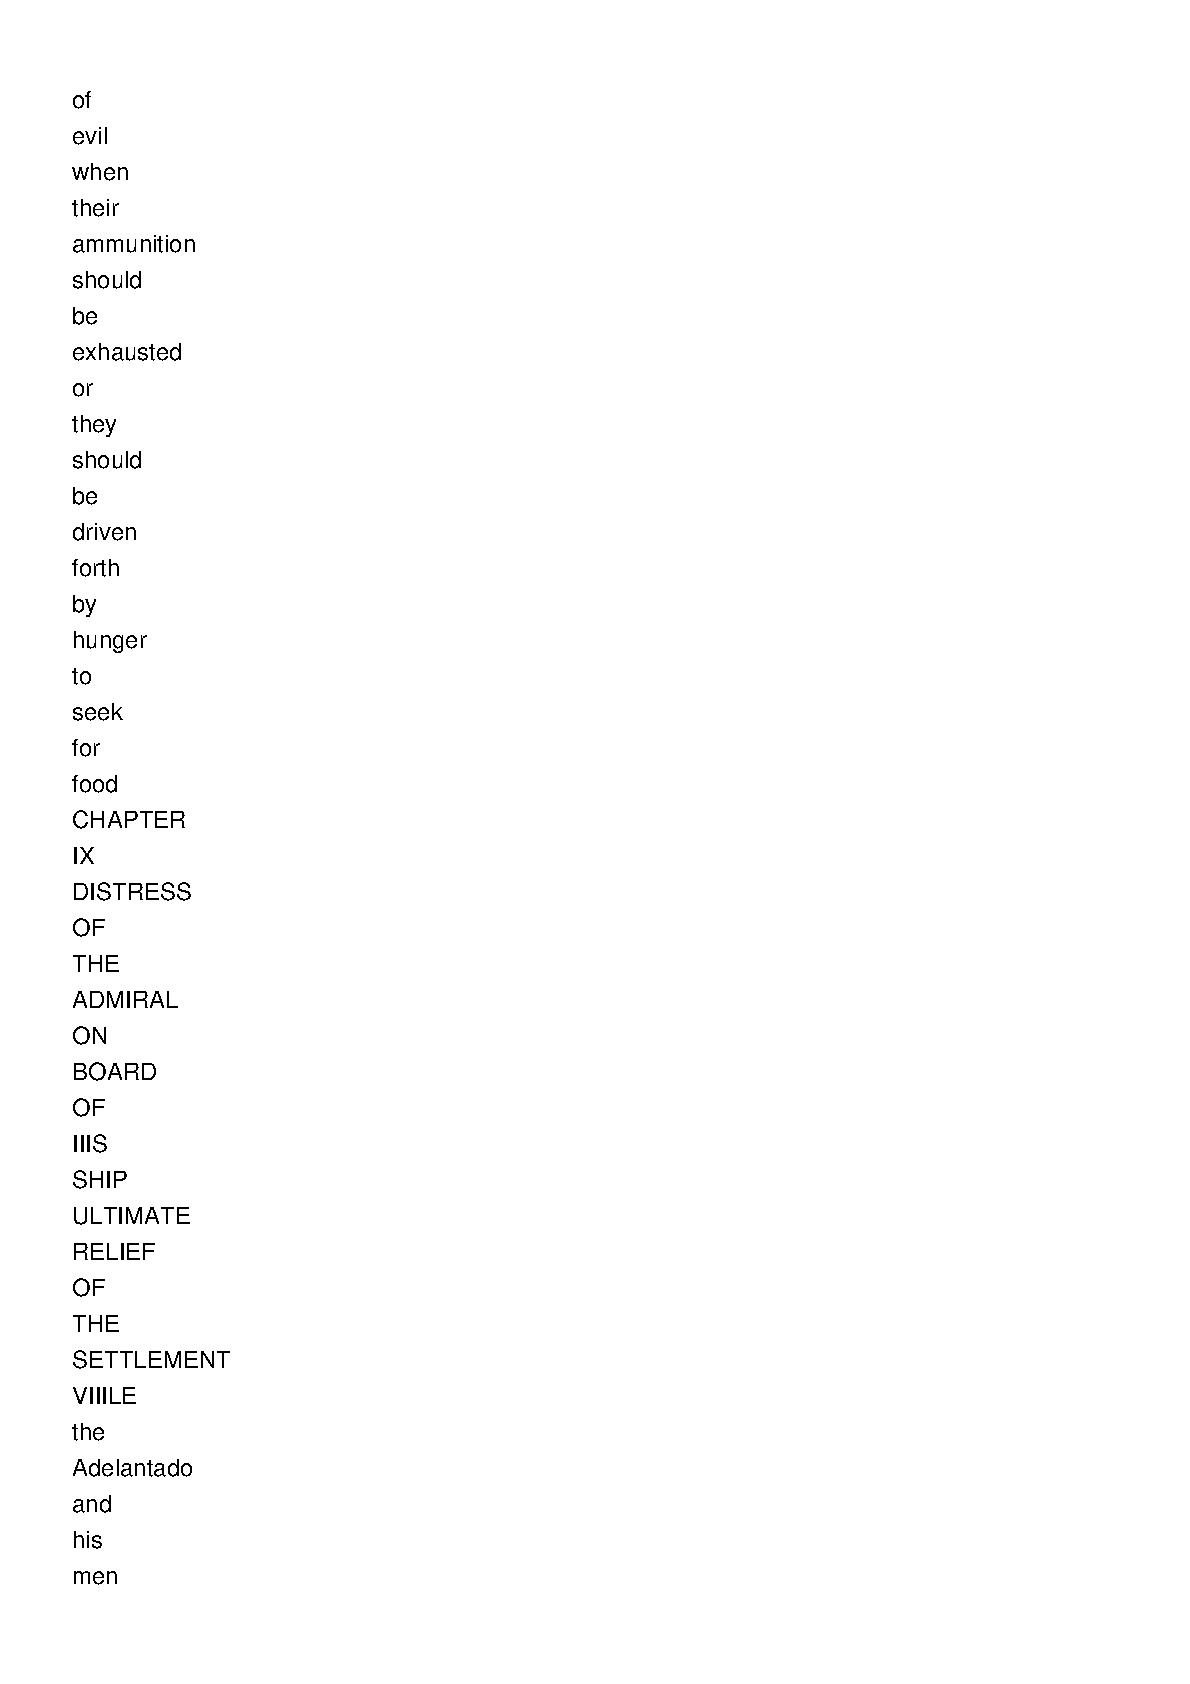 of
evil
when
their
ammunition
should
be
exhausted
or
they
should
be
driven
forth
by
hunger
to
seek
for
food
CHAPTER
IX
DISTRESS
OF
THE
ADMIRAL
ON
BOARD
OF
IIIS
SHIP
ULTIMATE
RELIEF
OF
THE
SETTLEMENT
VIIILE
the
Adelantado
and
his
men